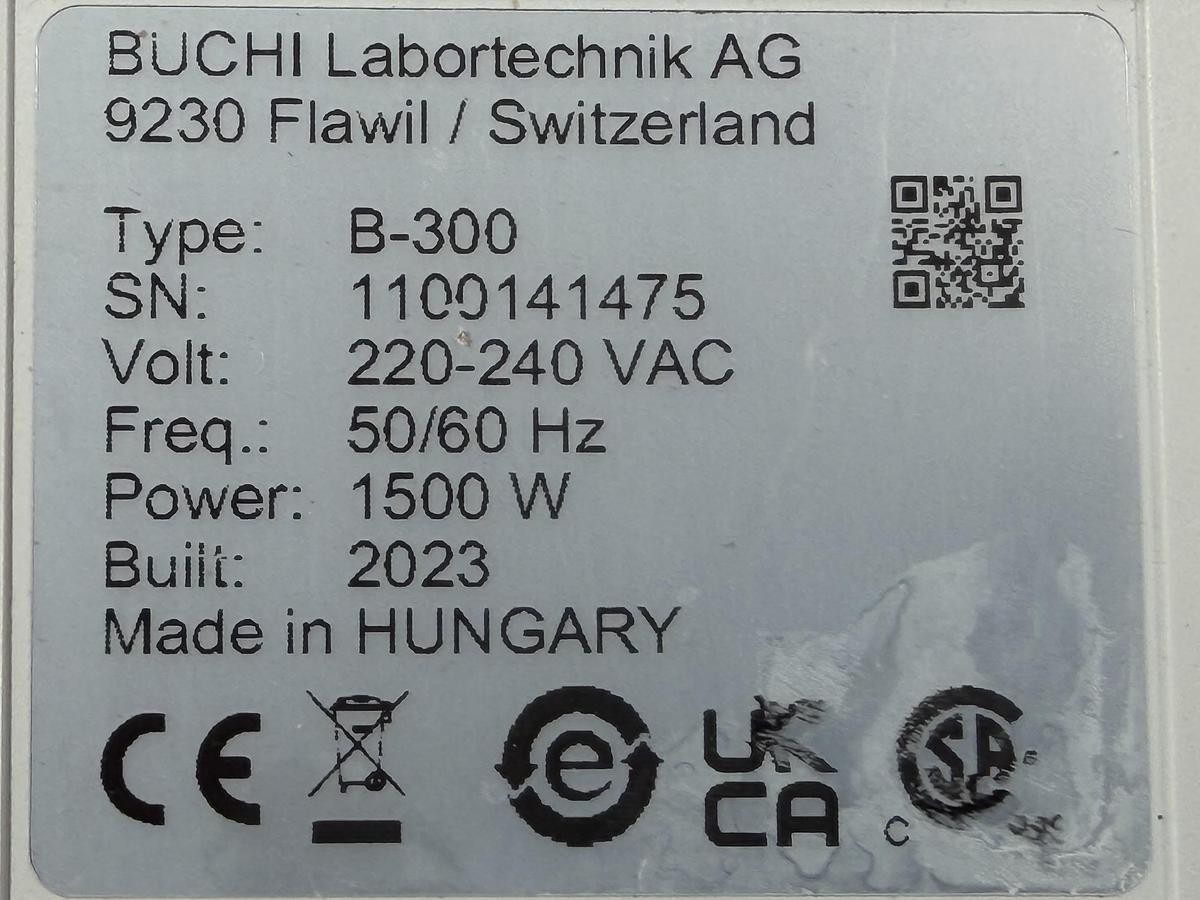 BÜCHI Labortechnik AG
9230 Flawil / Switzerland
Type: B-300
SN: 1100141475
Volt: 220-240 VAC
Freq.: 50/60 Hz
Power: 1500 W
Built: 2023
Made in HUNGARY
CE
e
UK
CA
C